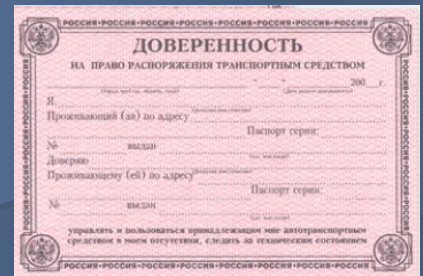 РОССИЯ•РОССИЯ•РОССИЯ•РОССИЯ•РОССИЯ•РОССИЯ•РОССИЯ
ДОВЕРЕННОСТЬ
НА ПРАВО РАСПОРЯЖЕНИЯ ТРАНСПОРТНЫМ СРЕДСТВОМ
" " 200 г.
Я,
Проживающий (ая) по адресу
Паспорт серии:
№ выдан
Доверяю
Проживающему (ей) по адресу
Паспорт серии:
№ выдан
управлять и пользоваться принадлежащим мне автотранспортным
средством в моем отсутствии, следить за техническим состоянием
РОССИЯ•РОССИЯ•РОССИЯ•РОССИЯ•РОССИЯ•РОССИЯ•РОССИЯ